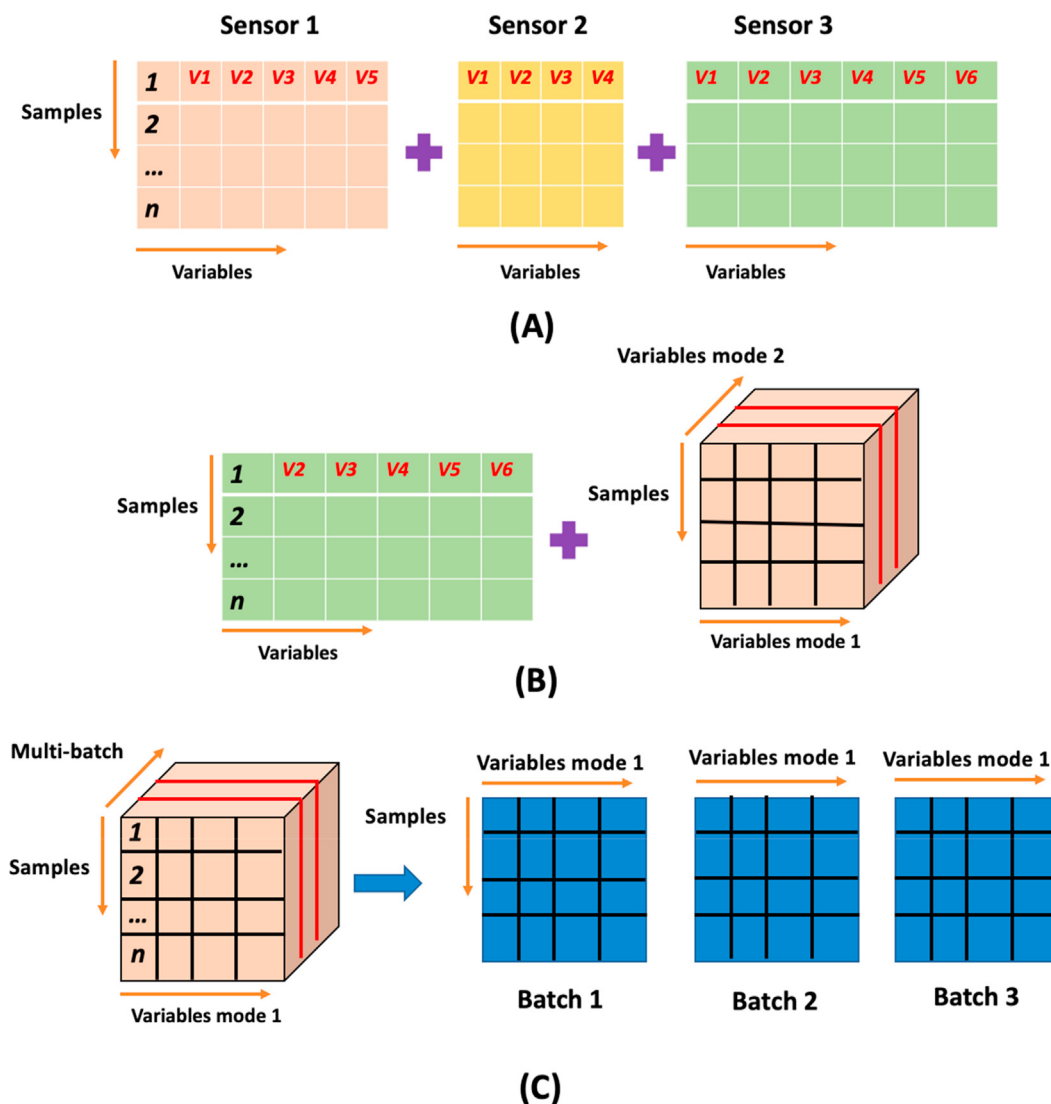 Sensor 1 Sensor 2 Sensor 3
1 V1 V2 V3 V4 V5 V1 V2 V3 V4 V1 V2 V3 V4 V5 V6
Samples
2
...
n
Variables Variables Variables
(A)
Variables mode 2
1 V2 V3 V4 V5 V6
Samples Samples
2
...
n
Variables Variables mode 1
(B)
Multi-batch Variables mode 1 Variables mode 1 Variables mode 1
Samples
1
Samples
2
...
n
Variables mode 1
Batch 1 Batch 2 Batch 3
(C)